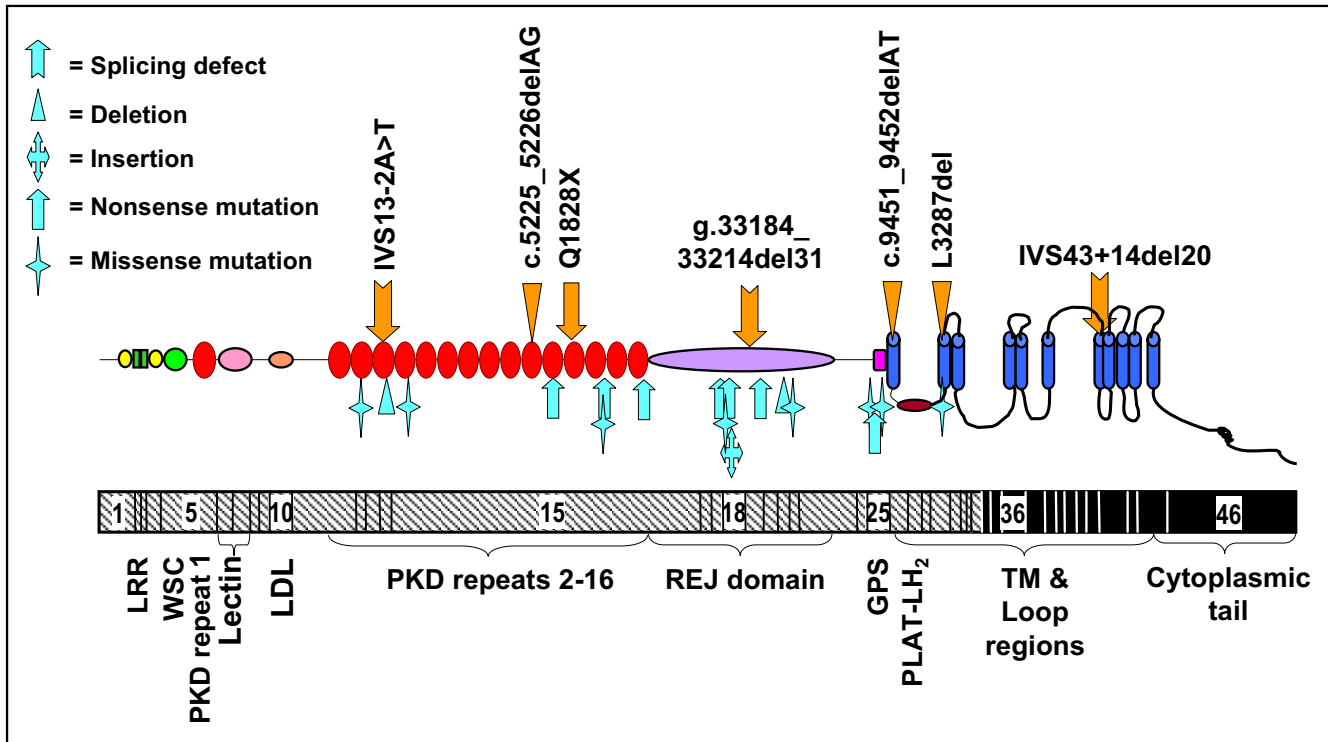 = Splicing defect
= Deletion
= Insertion
= Nonsense mutation
= Missense mutation
IVS13-2A>T
c.5225_5226delAG
Q1828X
g.33184_
33214del31
c.9451_9452delAT
L3287del
IVS43+14del20
1
5
10
15
18
25
36
46
LRR
WSC
PKD repeat 1
Lectin
LDL
PKD repeats 2-16
REJ domain
GPS
PLAT-LH₂
TM &
Loop
regions
Cytoplasmic
tail